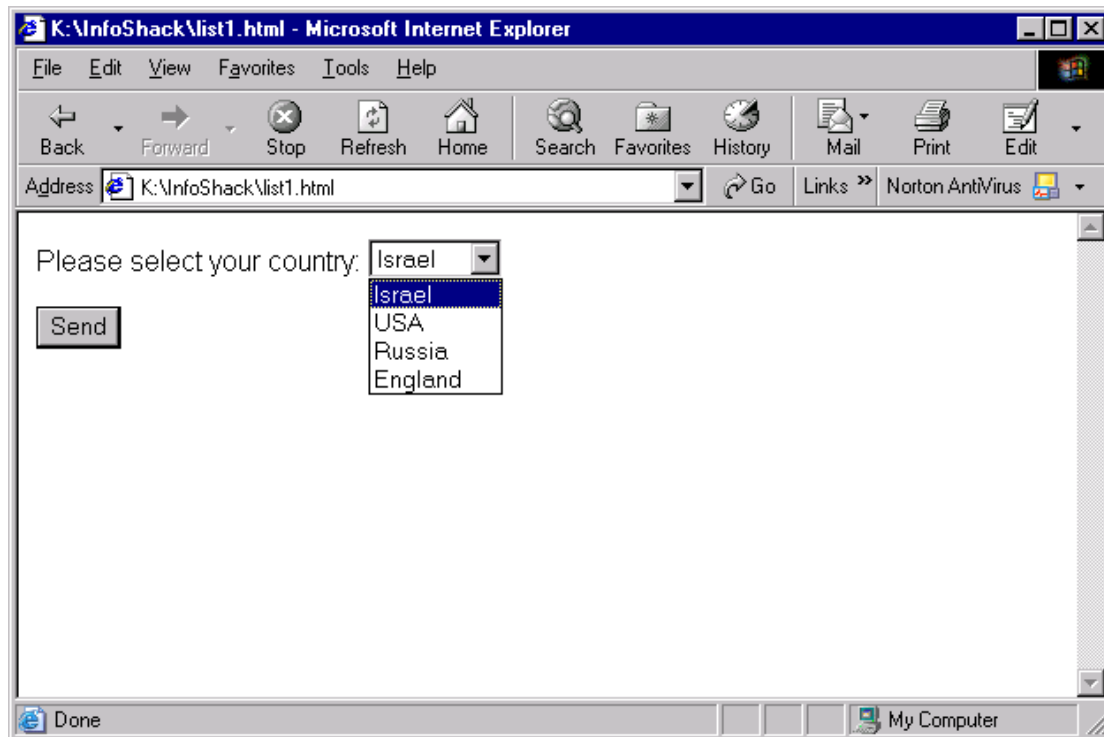 K:\InfoShack\list1.html - Microsoft Internet Explorer
File Edit View Favorites Tools Help
Back Forward Stop Refresh Home Search Favorites History Mail Print Edit
Address K:\InfoShack\list1.html Go Links » Norton AntiVirus
Please select your country: Israel
Israel
USA
Russia
England
Send
Done My Computer